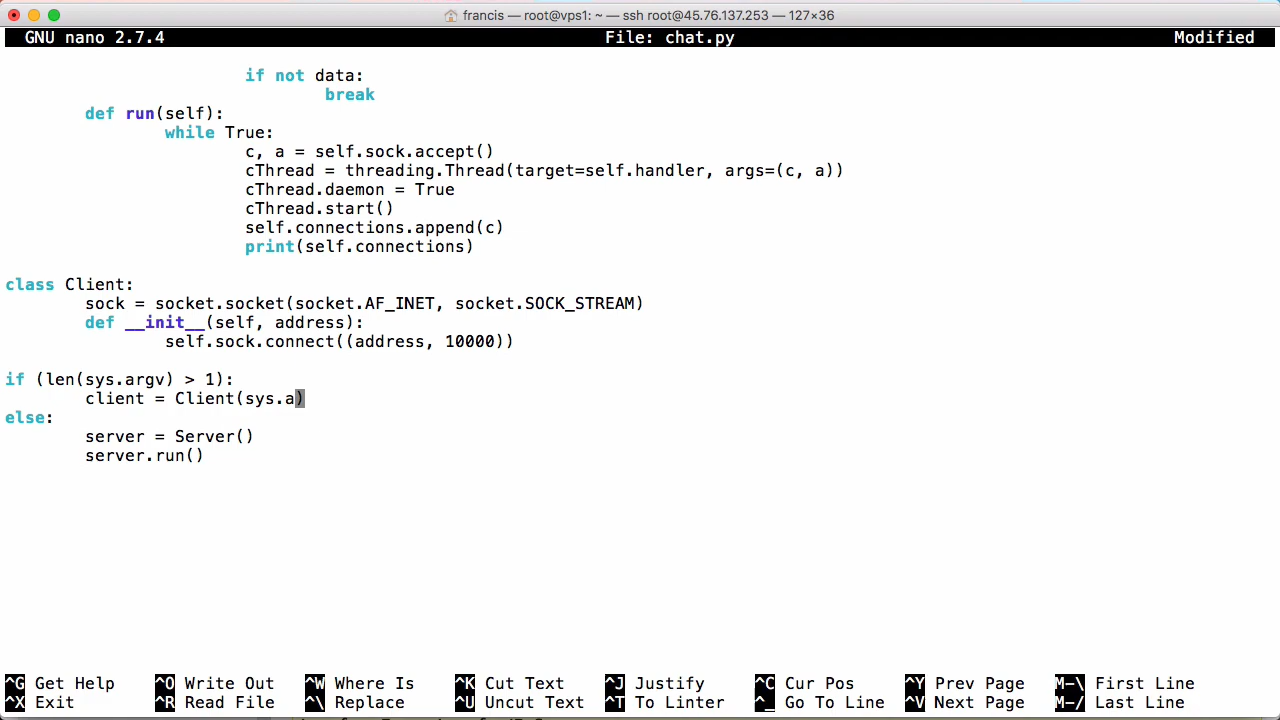 francis — root@vps1: ~ — ssh root@45.76.137.253 — 127×36
GNU nano 2.7.4 File: chat.py Modified
if not data:
break
def run(self):
while True:
c, a = self.sock.accept()
cThread = threading.Thread(target=self.handler, args=(c, a))
cThread.daemon = True
cThread.start()
self.connections.append(c)
print(self.connections)
class Client:
sock = socket.socket(socket.AF_INET, socket.SOCK_STREAM)
def __init__(self, address):
self.sock.connect((address, 10000))
if (len(sys.argv) > 1):
client = Client(sys.a)
else:
server = Server()
server.run()
^G Get Help ^O Write Out ^W Where Is ^K Cut Text ^J Justify ^C Cur Pos ^Y Prev Page M-\ First Line
^X Exit ^R Read File ^\ Replace ^U Uncut Text ^T To Linter ^_ Go To Line ^V Next Page M-/ Last Line